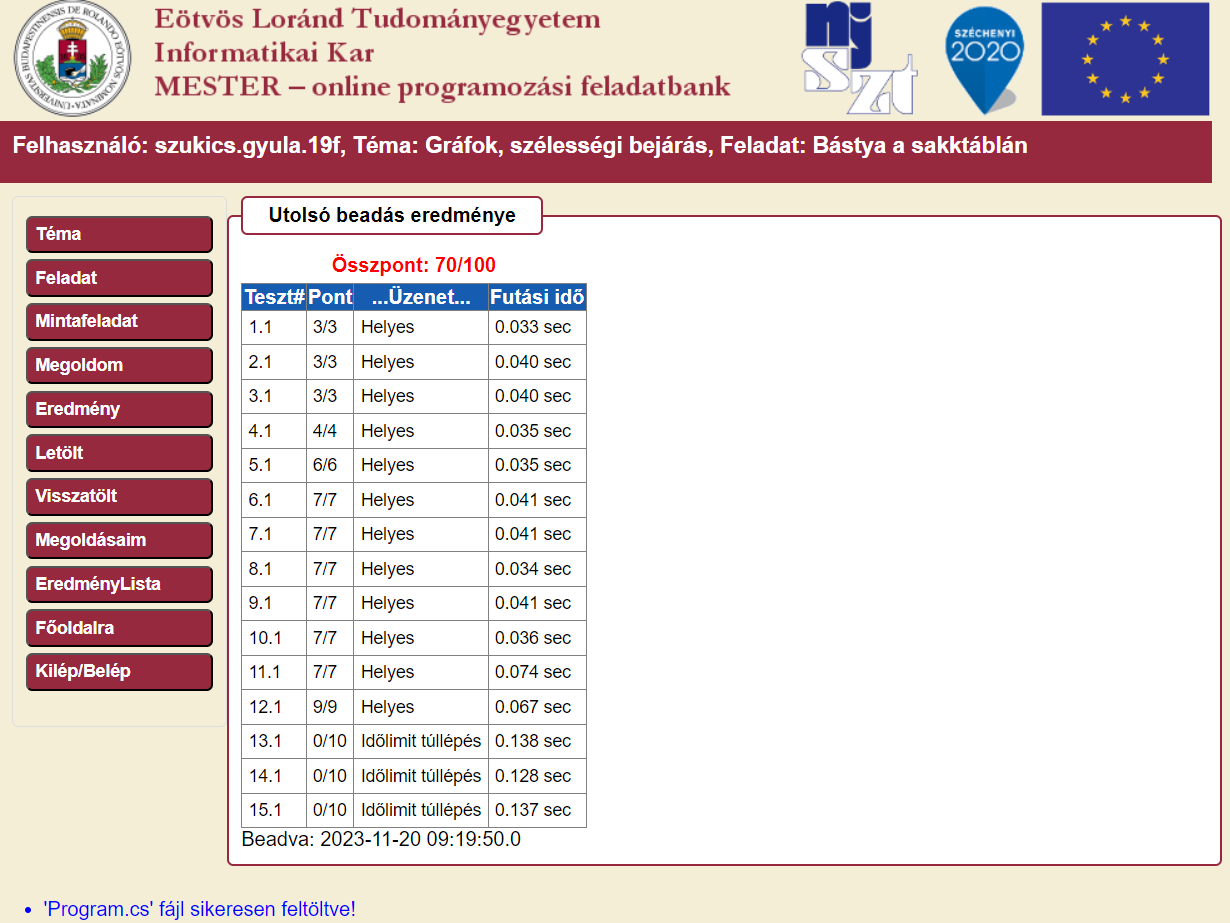 Eötvös Loránd Tudományegyetem
Informatikai Kar
MESTER – online programozási feladatbank
njszt
SZÉCHENYI
2020
Felhasználó: szukics.gyula.19f, Téma: Gráfok, szélességi bejárás, Feladat: Bástya a sakktáblán
Téma
Feladat
Mintafeladat
Megoldom
Eredmény
Letölt
Visszatölt
Megoldásaim
EredményLista
Főoldalra
Kilép/Belép
Utolsó beadás eredménye
Összpont: 70/100
Teszt# Pont ...Üzenet... Futási idő
1.1 3/3 Helyes 0.033 sec
2.1 3/3 Helyes 0.040 sec
3.1 3/3 Helyes 0.040 sec
4.1 4/4 Helyes 0.035 sec
5.1 6/6 Helyes 0.035 sec
6.1 7/7 Helyes 0.041 sec
7.1 7/7 Helyes 0.041 sec
8.1 7/7 Helyes 0.034 sec
9.1 7/7 Helyes 0.041 sec
10.1 7/7 Helyes 0.036 sec
11.1 7/7 Helyes 0.074 sec
12.1 9/9 Helyes 0.067 sec
13.1 0/10 Időlimit túllépés 0.138 sec
14.1 0/10 Időlimit túllépés 0.128 sec
15.1 0/10 Időlimit túllépés 0.137 sec
Beadva: 2023-11-20 09:19:50.0
• 'Program.cs' fájl sikeresen feltöltve!